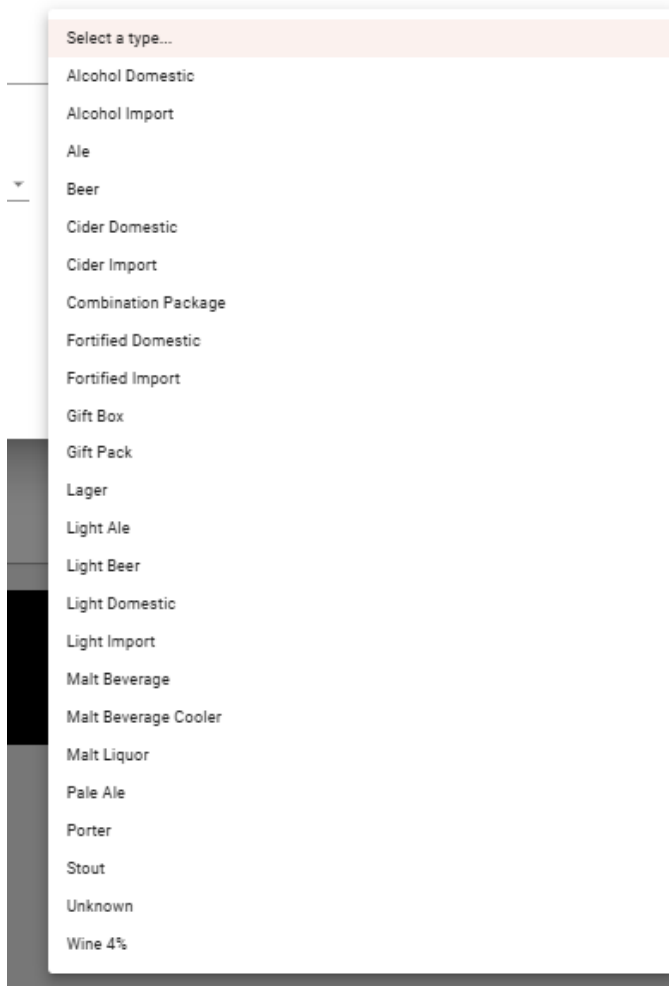 Select a type...
Alcohol Domestic
Alcohol Import
Ale
Beer
Cider Domestic
Cider Import
Combination Package
Fortified Domestic
Fortified Import
Gift Box
Gift Pack
Lager
Light Ale
Light Beer
Light Domestic
Light Import
Malt Beverage
Malt Beverage Cooler
Malt Liquor
Pale Ale
Porter
Stout
Unknown
Wine 4%